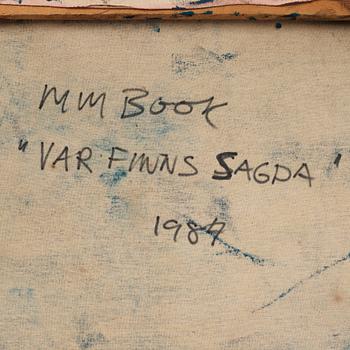 MM BOOK
"VAR FINNS SAGDA"
1987